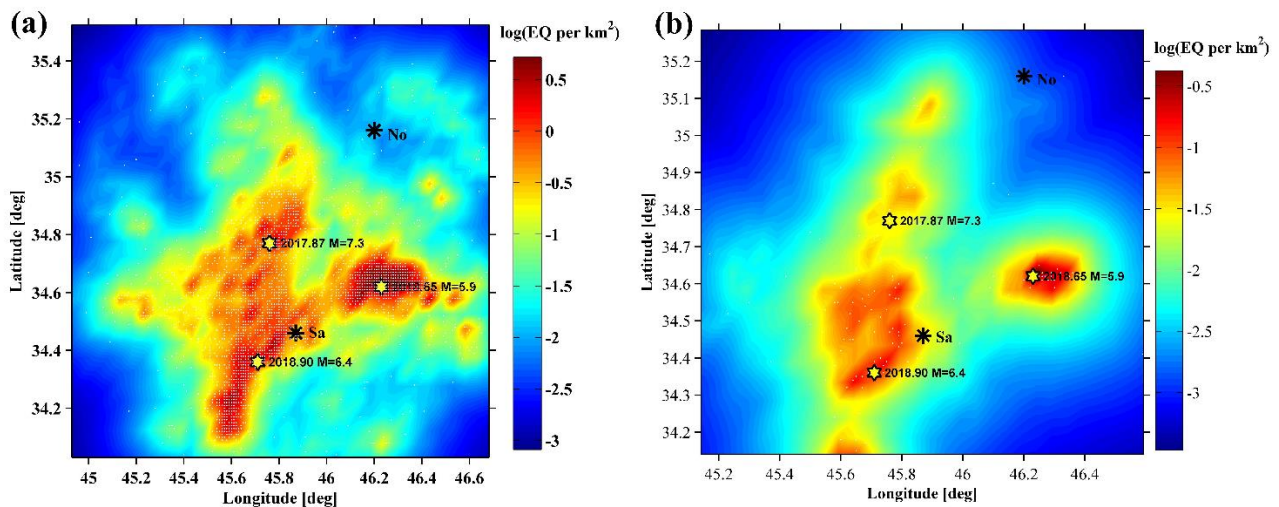 (a)
log(EQ per km²)
35.4
35.2
35
34.8
34.6
34.4
34.2
Latitude [deg]
No
2017.87 M=7.3
2018.65 M=5.9
Sa
2018.90 M=6.4
45
45.2
45.4
45.6
45.8
46
46.2
46.4
46.6
Longitude [deg]
0.5
0
-0.5
-1
-1.5
-2
-2.5
-3
(b)
log(EQ per km²)
35.2
35.1
35
34.9
34.8
34.7
34.6
34.5
34.4
34.3
34.2
Latitude [deg]
No
2017.87 M=7.3
2018.65 M=5.9
Sa
2018.90 M=6.4
45.2
45.4
45.6
45.8
46
46.2
46.4
Longitude [deg]
-0.5
-1
-1.5
-2
-2.5
-3